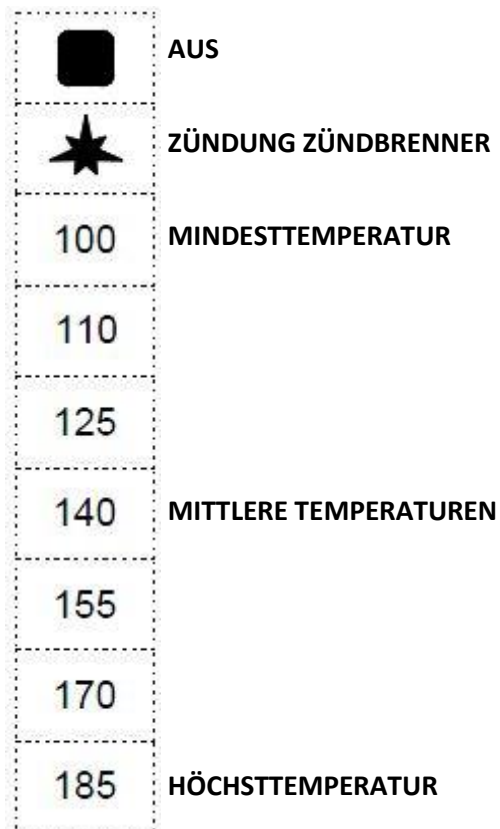 AUS
ZÜNDUNG ZÜNDBRENNER
100 MINDESTTEMPERATUR
110
125
140 MITTLERE TEMPERATUREN
155
170
185 HÖCHSTTEMPERATUR